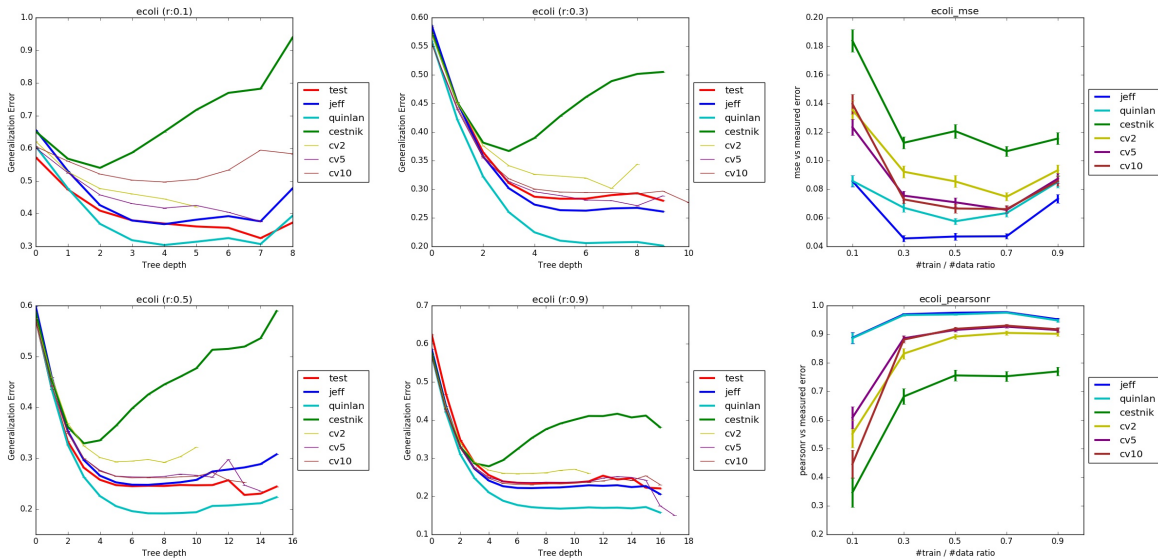 ecoli (r:0.1)
Generalization Error
1.0
0.9
0.8
0.7
0.6
0.5
0.4
0.3
0 1 2 3 4 5 6 7 8
Tree depth
test
jeff
quinlan
cestnik
cv2
cv5
cv10
ecoli (r:0.3)
Generalization Error
0.60
0.55
0.50
0.45
0.40
0.35
0.30
0.25
0.20
0 2 4 6 8 10
Tree depth
test
jeff
quinlan
cestnik
cv2
cv5
cv10
ecoli_mse
mse vs measured error
0.20
0.18
0.16
0.14
0.12
0.10
0.08
0.06
0.04
0.1 0.3 0.5 0.7 0.9
#train / #data ratio
jeff
quinlan
cestnik
cv2
cv5
cv10
ecoli (r:0.5)
Generalization Error
0.6
0.5
0.4
0.3
0.2
0 2 4 6 8 10 12 14 16
Tree depth
test
jeff
quinlan
cestnik
cv2
cv5
cv10
ecoli (r:0.9)
Generalization Error
0.7
0.6
0.5
0.4
0.3
0.2
0.1
0 2 4 6 8 10 12 14 16 18
Tree depth
test
jeff
quinlan
cestnik
cv2
cv5
cv10
ecoli_pearsonr
pearsonr vs measured error
1.0
0.9
0.8
0.7
0.6
0.5
0.4
0.3
0.2
0.1 0.3 0.5 0.7 0.9
#train / #data ratio
jeff
quinlan
cestnik
cv2
cv5
cv10